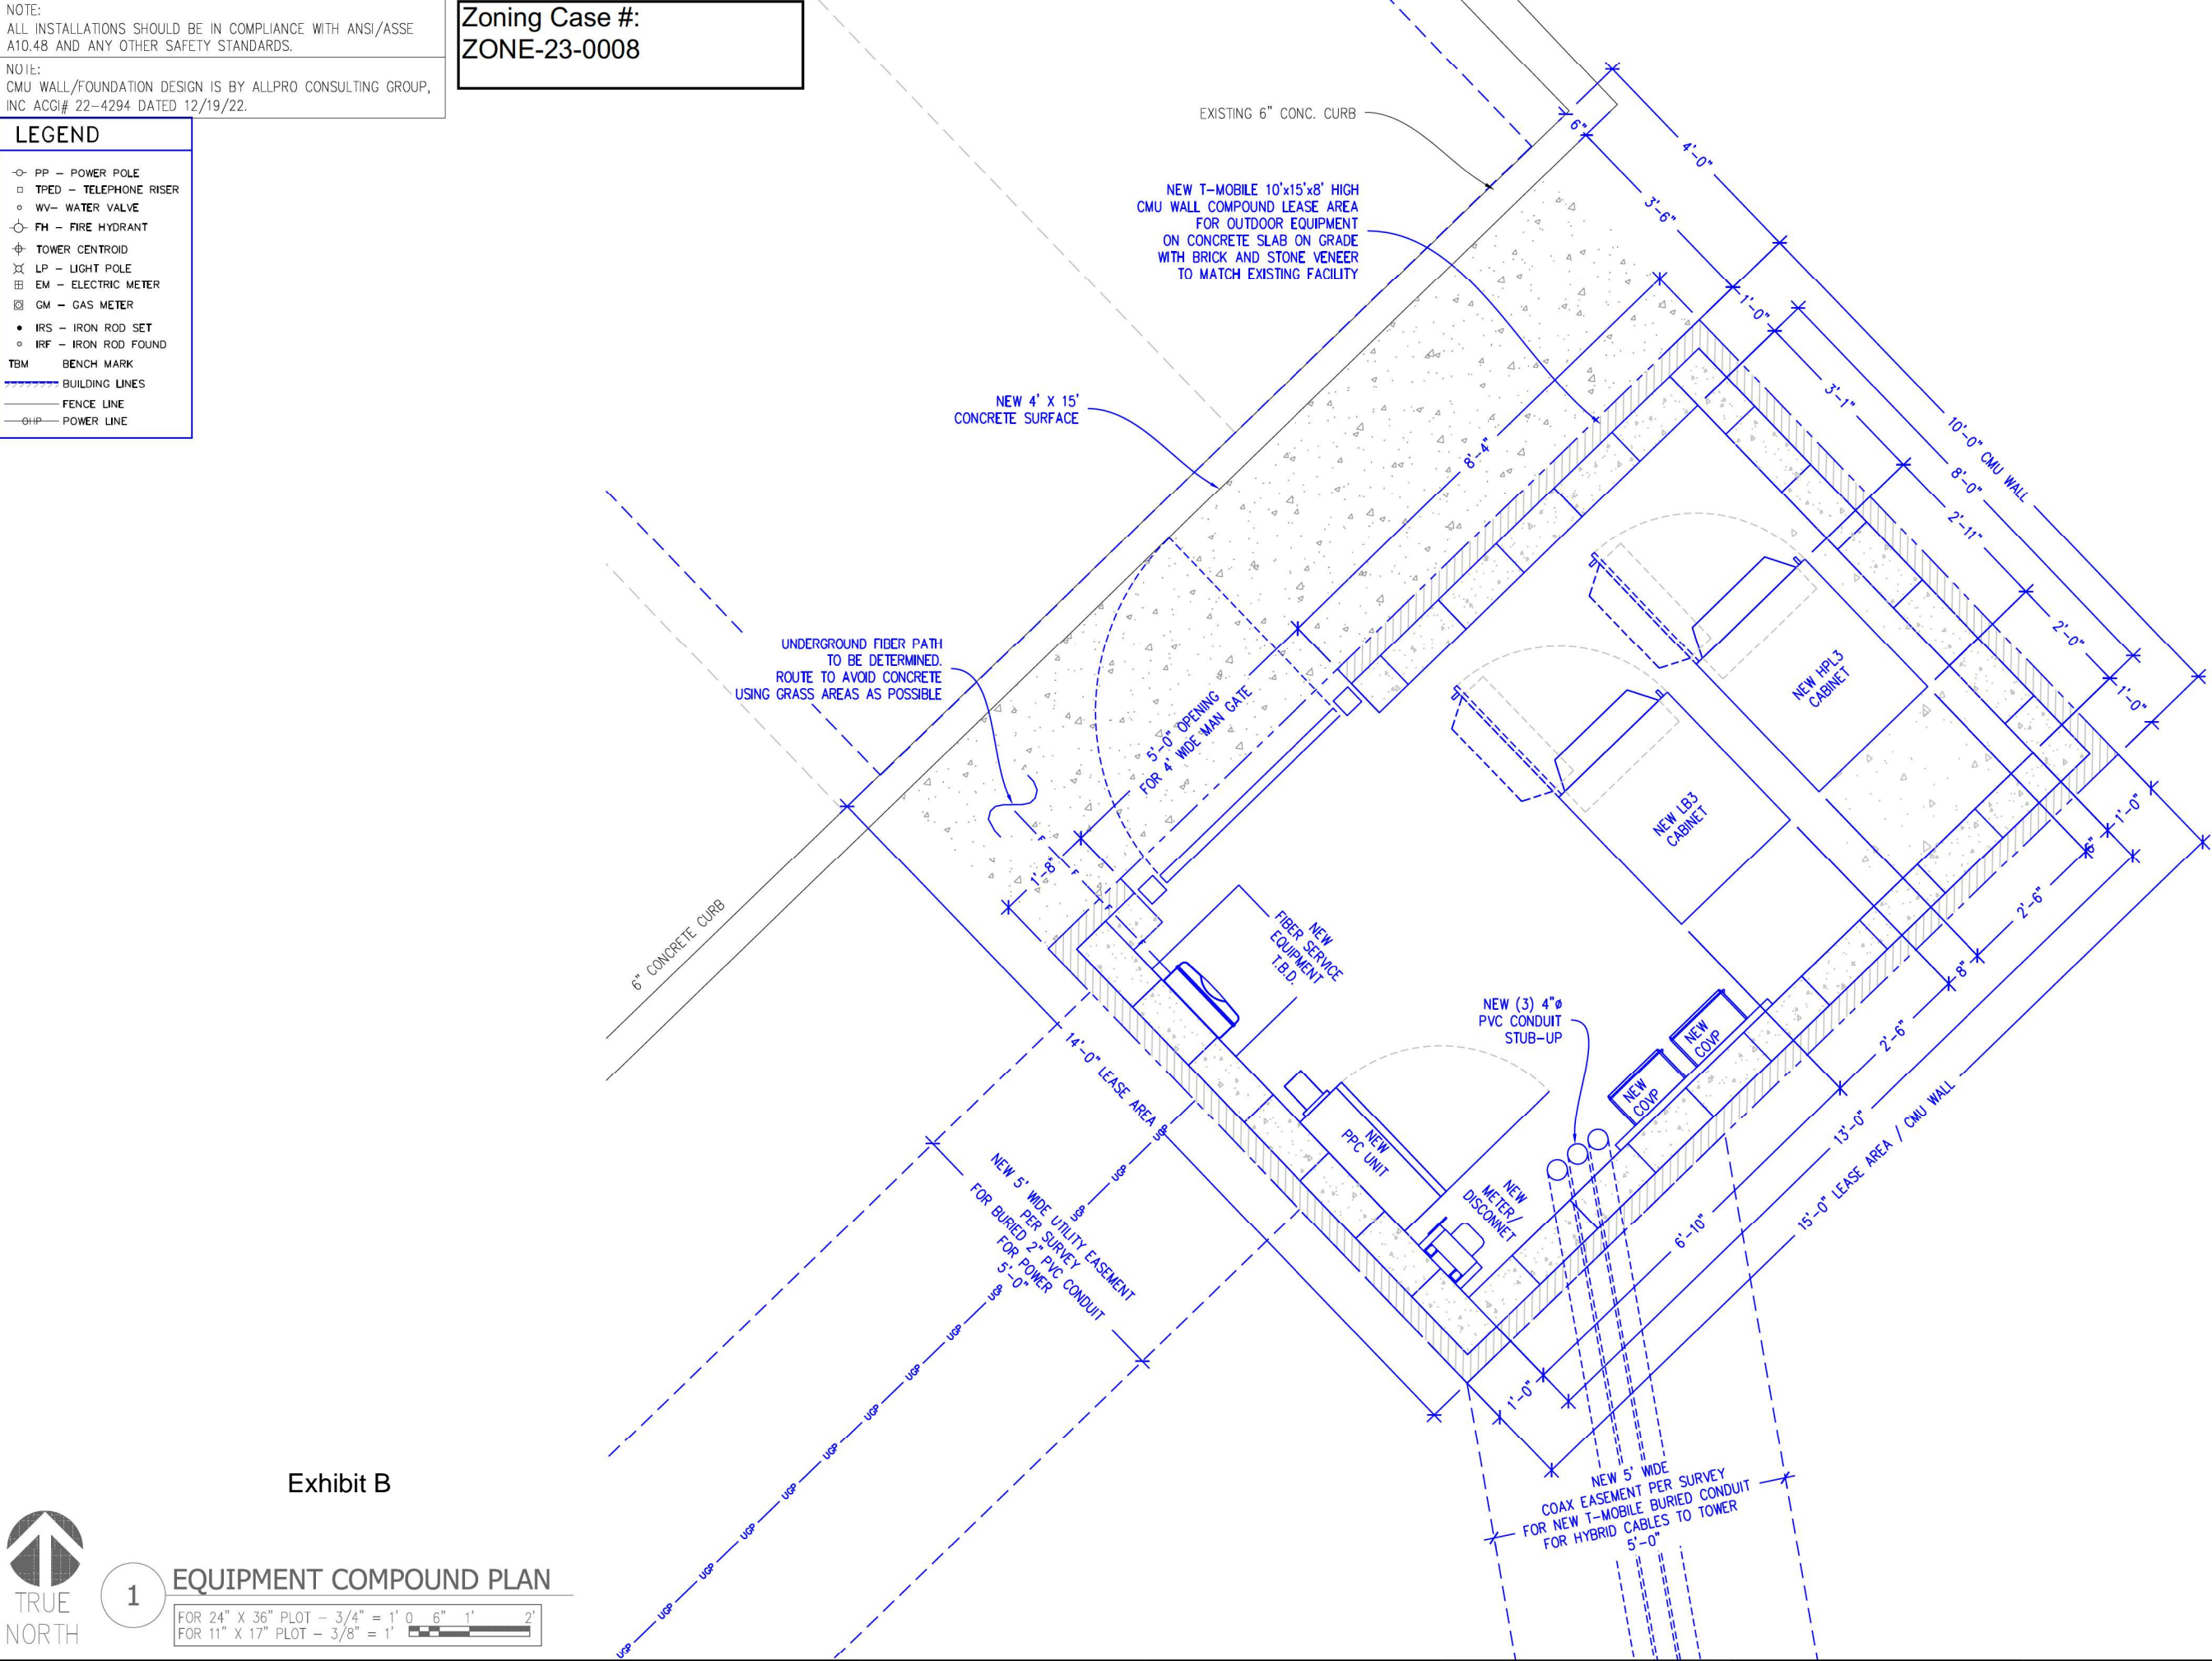 NOTE:
ALL INSTALLATIONS SHOULD BE IN COMPLIANCE WITH ANSI/ASSE
A10.48 AND ANY OTHER SAFETY STANDARDS.
NOTE:
CMU WALL/FOUNDATION DESIGN IS BY ALLPRO CONSULTING GROUP,
INC ACGI# 22-4294 DATED 12/19/22.
Zoning Case #:
ZONE-23-0008
LEGEND
PP - POWER POLE
TPED - TELEPHONE RISER
WV- WATER VALVE
FH - FIRE HYDRANT
TOWER CENTROID
LP - LIGHT POLE
EM - ELECTRIC METER
GM - GAS METER
IRS - IRON ROD SET
IRF - IRON ROD FOUND
TBM BENCH MARK
BUILDING LINES
FENCE LINE
OHP POWER LINE
EXISTING 6" CONC. CURB
NEW T-MOBILE 10'x15'x8' HIGH
CMU WALL COMPOUND LEASE AREA
FOR OUTDOOR EQUIPMENT
ON CONCRETE SLAB ON GRADE
WITH BRICK AND STONE VENEER
TO MATCH EXISTING FACILITY
NEW 4' X 15'
CONCRETE SURFACE
UNDERGROUND FIBER PATH
TO BE DETERMINED.
ROUTE TO AVOID CONCRETE
USING GRASS AREAS AS POSSIBLE
6" CONCRETE CURB
6"
4'-0"
3'-6"
1'-0"
3'-1"
10'-0" CMU WALL
8'-0"
2'-11"
2'-0"
1'-0"
8'-4"
5'-0" OPENING
FOR 4' WIDE MAN GATE
1'-8"
F
F
F
F
NEW HPL3
CABINET
NEW LB3
CABINET
NEW
FIBER SERVICE
EQUIPMENT
T.B.D.
NEW (3) 4"ø
PVC CONDUIT
STUB-UP
NEW
COVP
NEW
COVP
NEW
PPC UNIT
NEW
METER/
DISCONNET
1'-0"
6"
2'-6"
8"
2'-6"
13'-0"
15'-0" LEASE AREA / CMU WALL
6'-10"
1'-0"
14'-0" LEASE AREA
NEW 5' WIDE UTILITY EASEMENT
PER SURVEY
FOR BURIED 2" PVC CONDUIT
FOR POWER
5'-0"
UGP
UGP
UGP
UGP
UGP
UGP
UGP
UGP
UGP
UGP
UGP
UGP
UGP
NEW 5' WIDE
COAX EASEMENT PER SURVEY
FOR NEW T-MOBILE BURIED CONDUIT
FOR HYBRID CABLES TO TOWER
5'-0"
Exhibit B
TRUE
NORTH
1
EQUIPMENT COMPOUND PLAN
FOR 24" X 36" PLOT - 3/4" = 1' 0 6" 1' 2'
FOR 11" X 17" PLOT - 3/8" = 1'